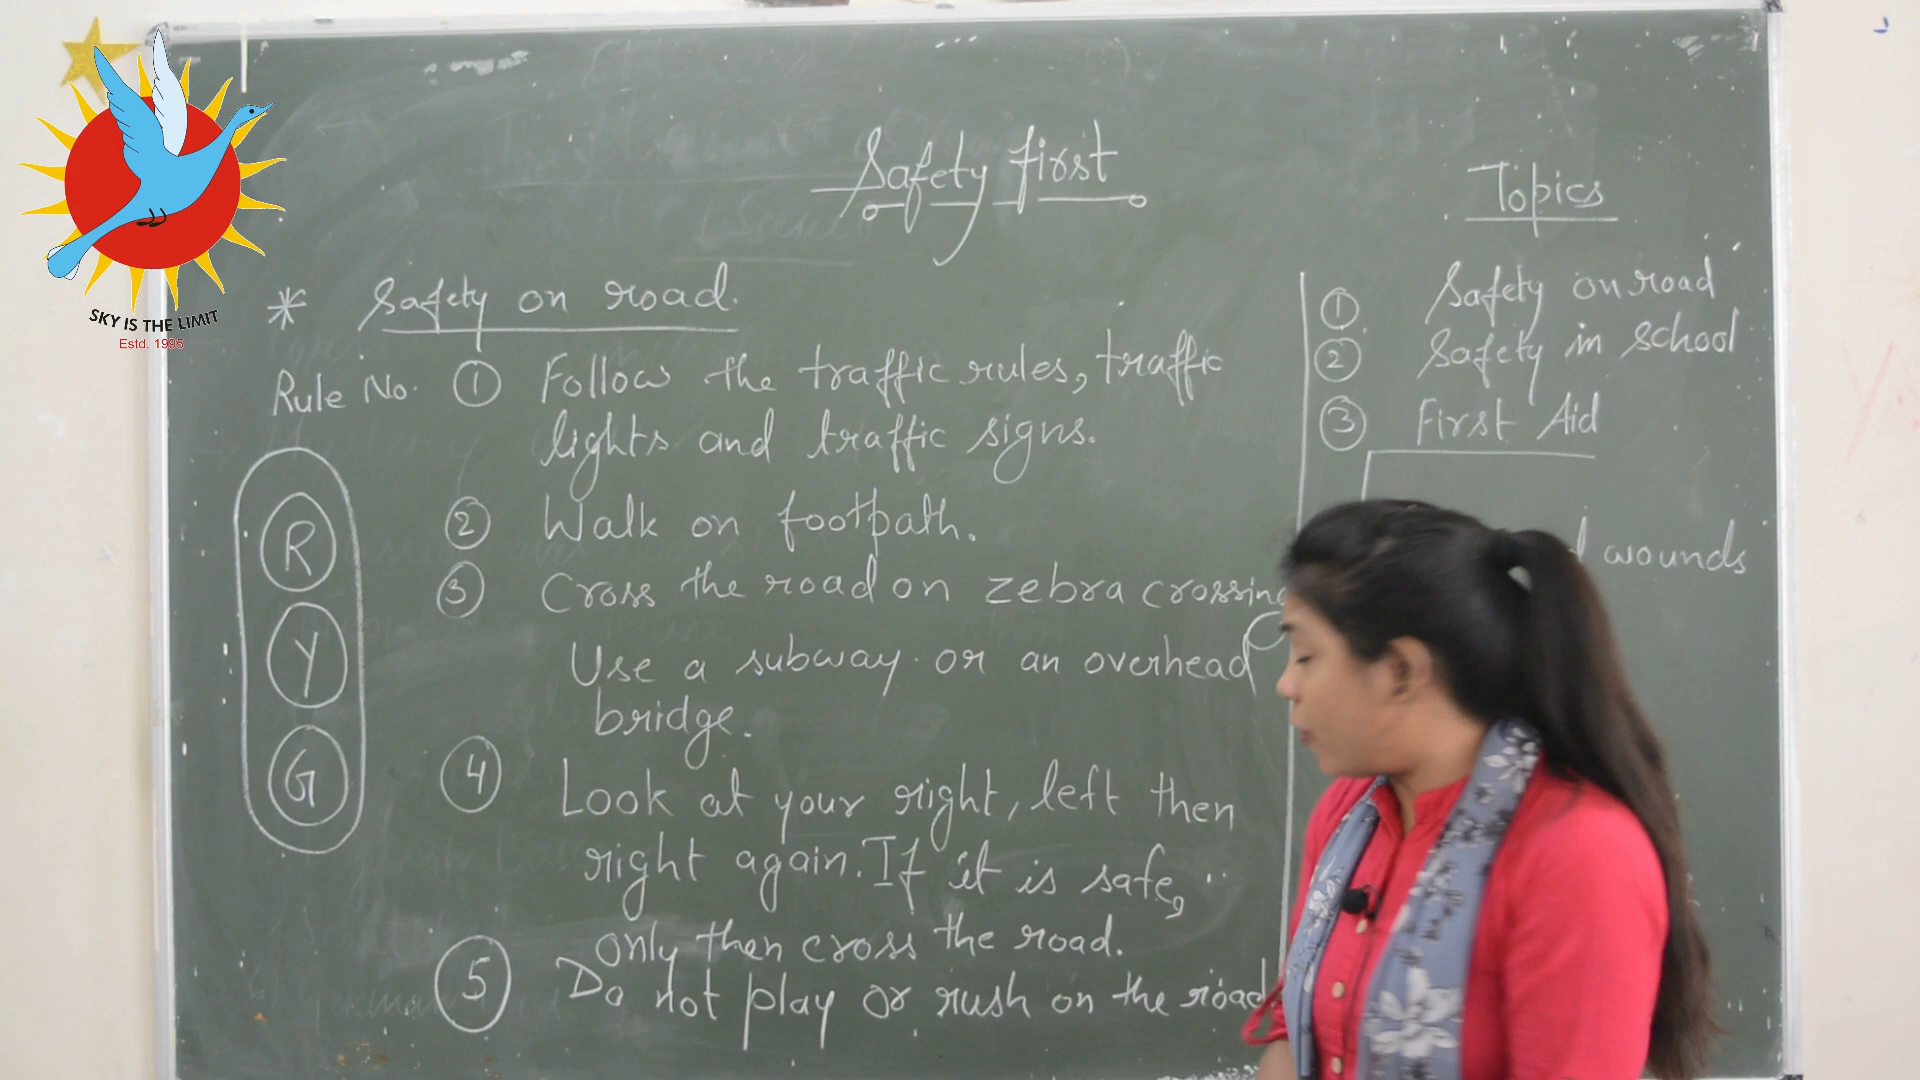 Safety first
* Safety on road.
Rule No. 1 Follow the traffic rules, traffic
lights and traffic signs.
2 Walk on footpath.
3 Cross the road on zebra crossing
Use a subway or an overhead
bridge.
4 Look at your right, left then
right again. If it is safe,
only then cross the road.
5 Do not play or rush on the road
R
Y
G
Topics
1 Safety on road
2 Safety in school
3 First Aid
wounds
SKY IS THE LIMIT
Estd. 1995